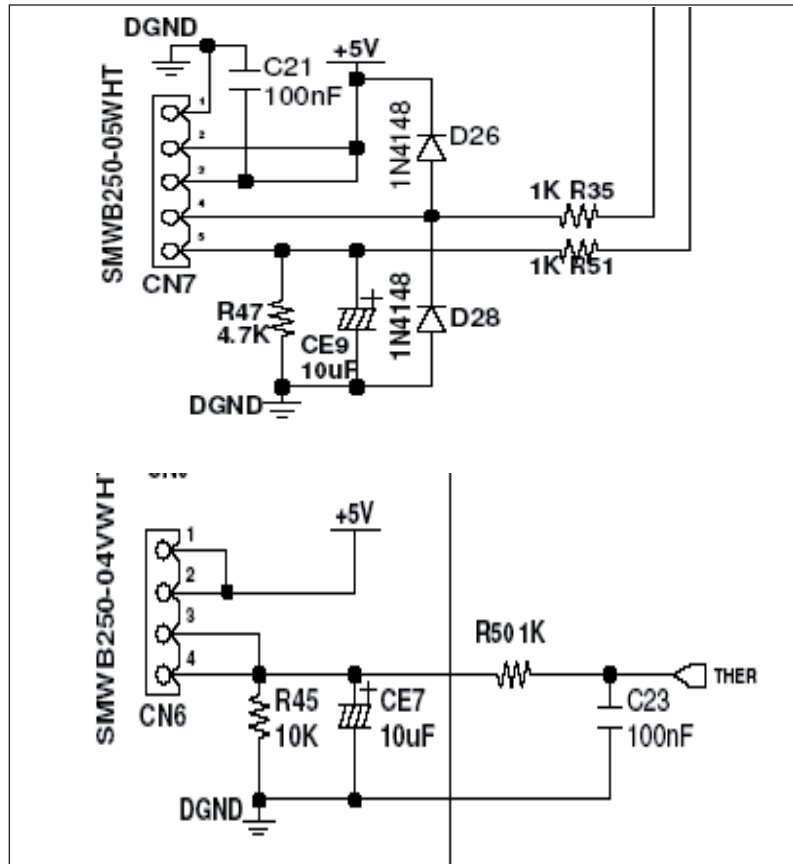 DGND
+5V
C21
100nF
SMWB250-05WHT
1
2
3
4
5
CN7
1N4148
D26
1K R35
1K R51
R47
4.7K
CE9
10uF
1N4148
D28
DGND
SMWB250-04VWHT
1
2
3
4
CN6
+5V
R50 1K
THER
R45
10K
CE7
10uF
C23
100nF
DGND